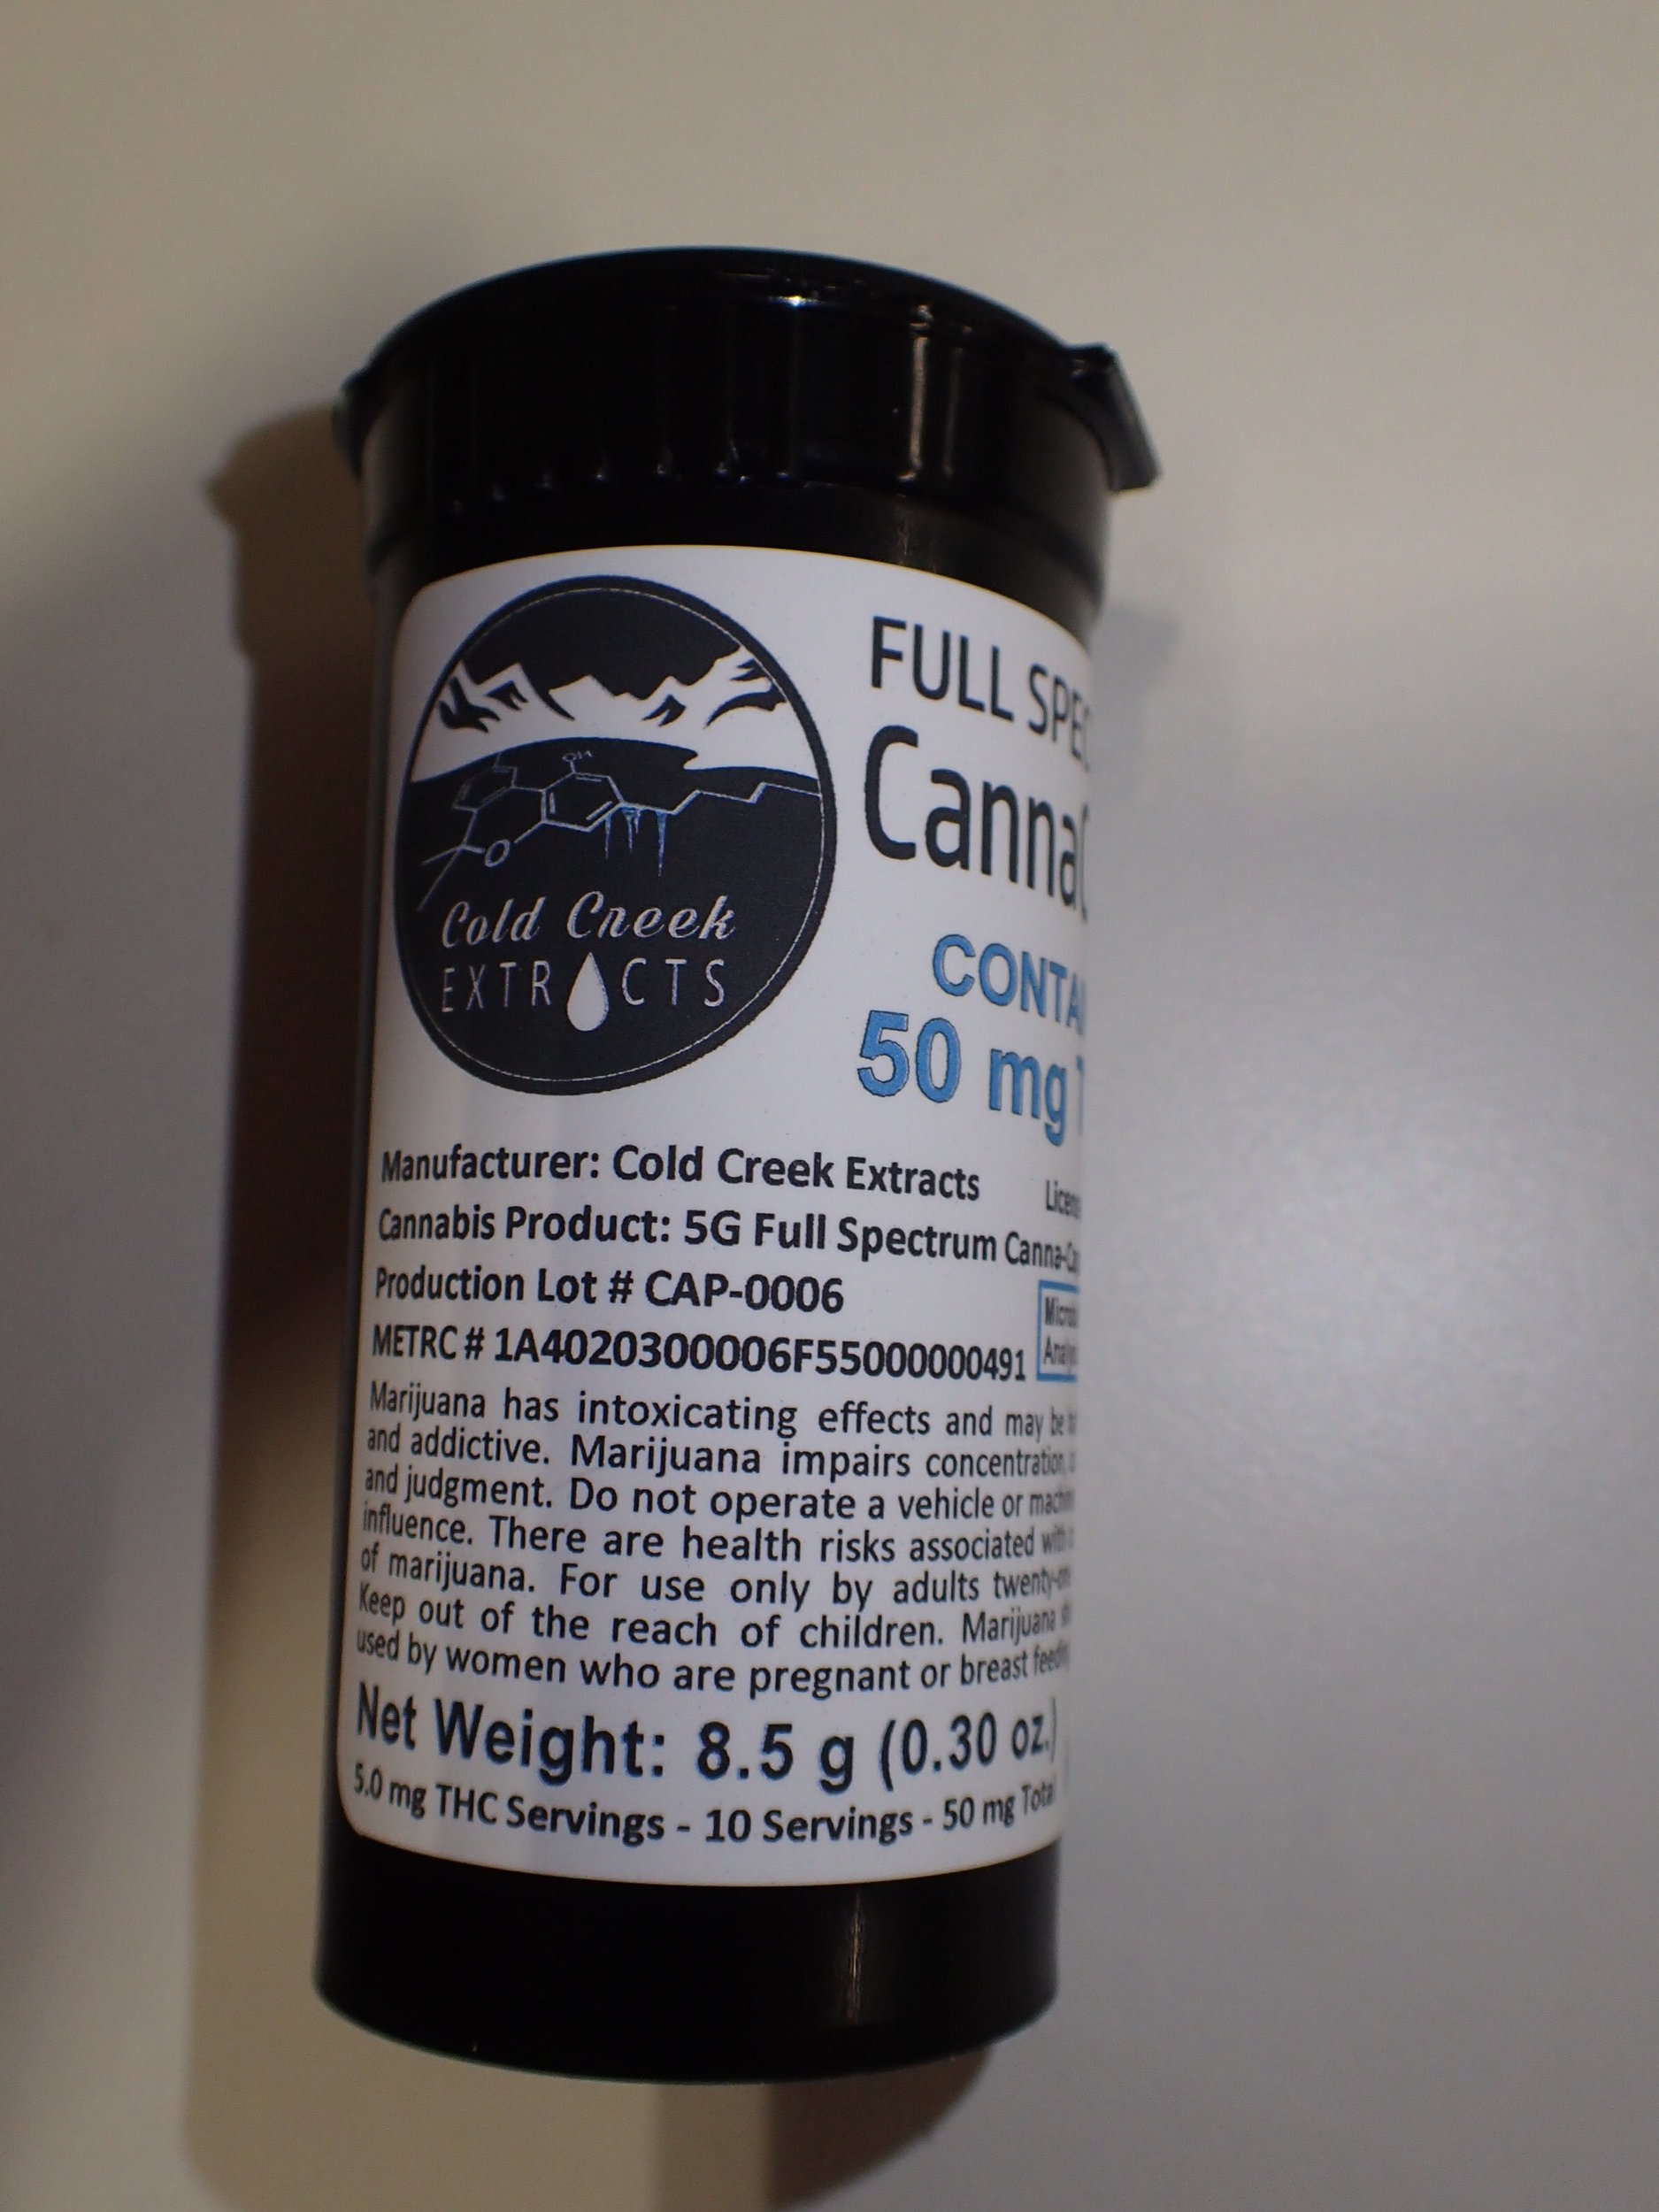 OH
O
Cold Creek
EXTRACTS
FULL
Canna
50 mg
Manufacturer: Cold Creek Extracts
Cannabis Product: 5G Full Spectrum
Production Lot # CAP-0006
METRC # 1A4020300006F55000000491
Marijuana has intoxicating effects and may be
and addictive. Marijuana impairs concentration,
and judgment. Do not operate a vehicle or
influence. There are health risks associated with
of marijuana. For use only by adults
Keep out of the reach of children. Marijuana
used by women who are pregnant or breast
Net Weight: 8.5 g (0.30 oz.)
5.0 mg THC Servings - 10 Servings - 50 mg Total